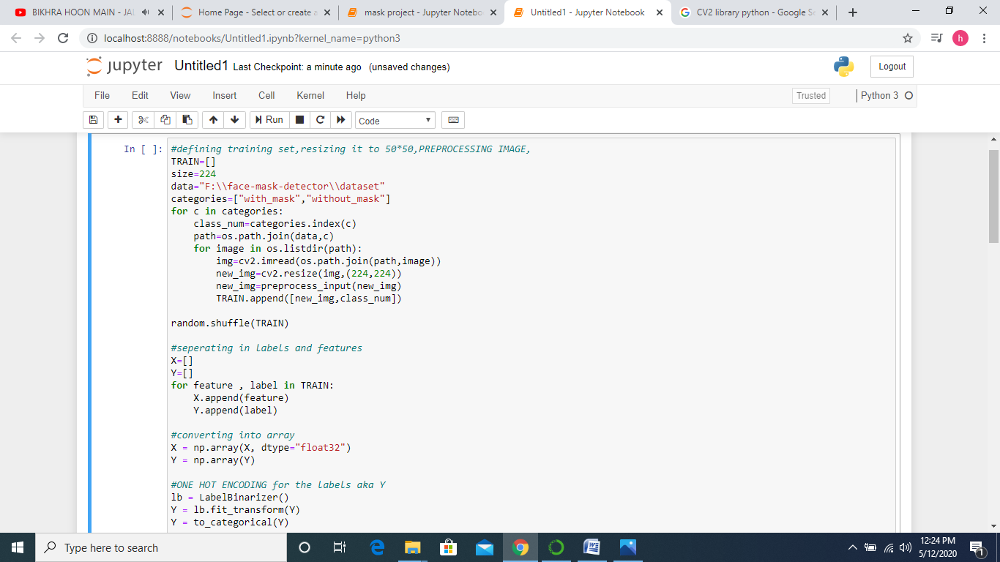 BIKHRA HOON MAIN - JAL
Home Page - Select or create a
mask project - Jupyter Notebo
Untitled1 - Jupyter Notebook
CV2 library python - Google Se
localhost:8888/notebooks/Untitled1.ipynb?kernel_name=python3
h
jupyter Untitled1 Last Checkpoint: a minute ago (unsaved changes)
Logout
File Edit View Insert Cell Kernel Help
Trusted
Python 3
Run
Code
In [ ]:
#defining training set,resizing it to 50*50,PREPROCESSING IMAGE,
TRAIN=[]
size=224
data="F:\\face-mask-detector\\dataset"
categories=["with_mask","without_mask"]
for c in categories:
    class_num=categories.index(c)
    path=os.path.join(data,c)
    for image in os.listdir(path):
        img=cv2.imread(os.path.join(path,image))
        new_img=cv2.resize(img,(224,224))
        new_img=preprocess_input(new_img)
        TRAIN.append([new_img,class_num])
random.shuffle(TRAIN)
#seperating in labels and features
X=[]
Y=[]
for feature , label in TRAIN:
    X.append(feature)
    Y.append(label)
#converting into array
X = np.array(X, dtype="float32")
Y = np.array(Y)
#ONE HOT ENCODING for the labels aka Y
lb = LabelBinarizer()
Y = lb.fit_transform(Y)
Y = to_categorical(Y)
Type here to search
12:24 PM
5/12/2020
1